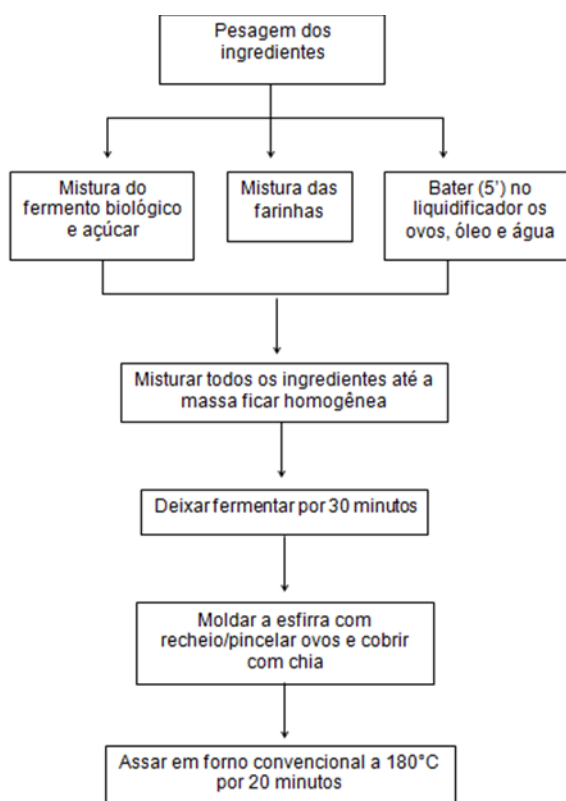 Pesagem dos
ingredientes
Mistura do
fermento biológico
e açúcar
Mistura das
farinhas
Bater (5') no
liquidificador os
ovos, óleo e água
Misturar todos os ingredientes até a
massa ficar homogênea
Deixar fermentar por 30 minutos
Moldar a esfirra com
recheio/pincelar ovos e cobrir
com chia
Assar em forno convencional a 180°C
por 20 minutos